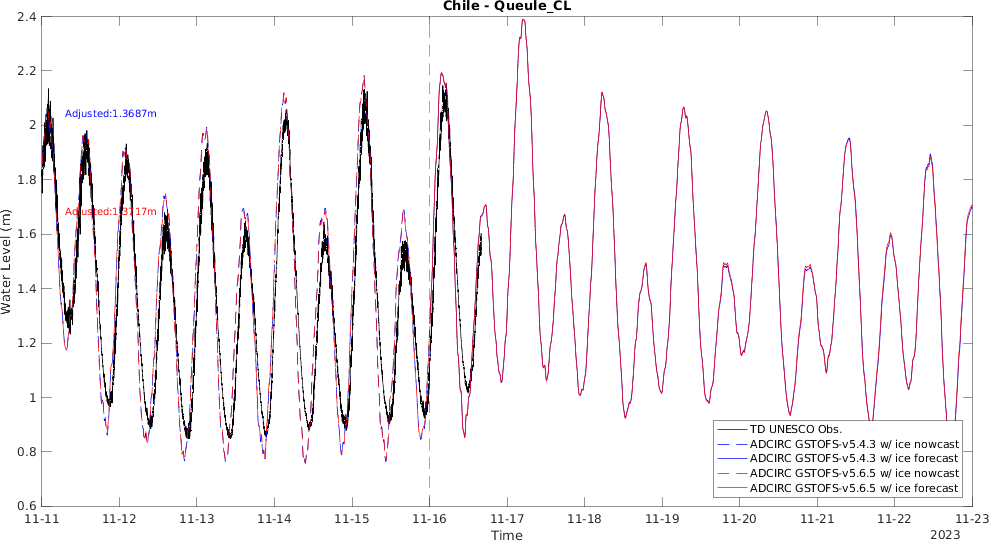 Chile - Queule_CL
2.4
2.2
2
1.8
1.6
1.4
1.2
1
0.8
0.6
Water Level (m)
Adjusted:1.3687m
Adjusted:1.3717m
TD UNESCO Obs.
ADCIRC GSTOFS-v5.4.3 w/ ice nowcast
ADCIRC GSTOFS-v5.4.3 w/ ice forecast
ADCIRC GSTOFS-v5.6.5 w/ ice nowcast
ADCIRC GSTOFS-v5.6.5 w/ ice forecast
11-11 11-12 11-13 11-14 11-14 11-15 11-16 11-17 11-18 11-19 11-20 11-21 11-22 11-23
Time
2023